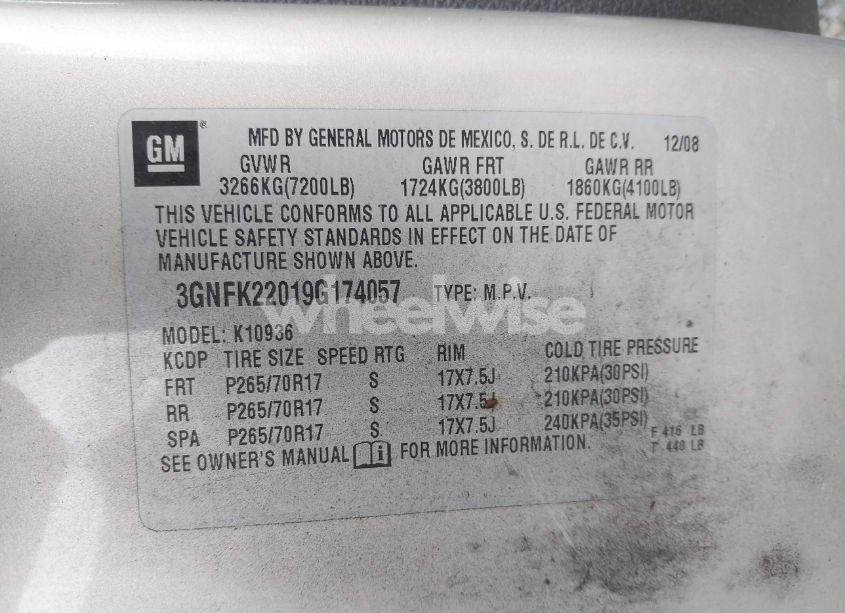 GM ® MFD BY GENERAL MOTORS DE MEXICO, S. DE R.L. DE C.V. 12/08
GVWR GAWR FRT GAWR RR
3266KG(7200LB) 1724KG(3800LB) 1860KG(4100LB)
THIS VEHICLE CONFORMS TO ALL APPLICABLE U.S. FEDERAL MOTOR
VEHICLE SAFETY STANDARDS IN EFFECT ON THE DATE OF
MANUFACTURE SHOWN ABOVE.
3GNFK22019G174057 TYPE: M.P.V.
wheelwise
MODEL: K10936
KCDP TIRE SIZE SPEED RTG RIM COLD TIRE PRESSURE
FRT P265/70R17 S 17X7.5J 210KPA(30PSI)
RR P265/70R17 S 17X7.5J 210KPA(30PSI)
SPA P265/70R17 S 17X7.5J 240KPA(35PSI)
F 416 LB
SEE OWNER'S MANUAL i FOR MORE INFORMATION. T 448 LB